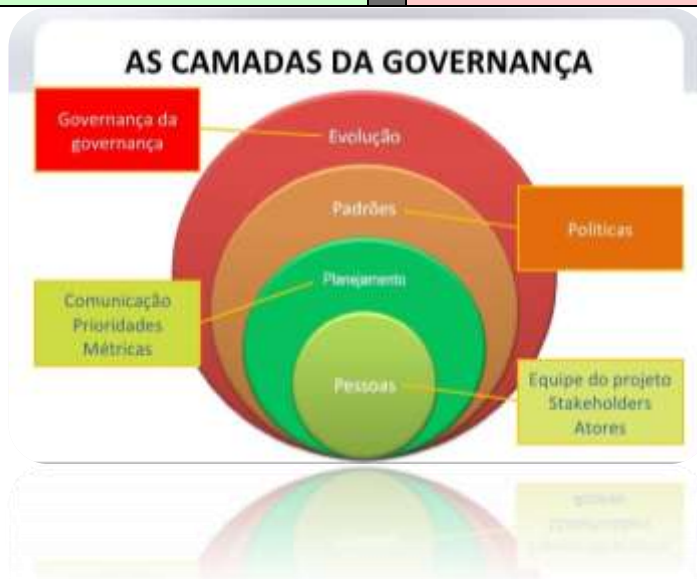 AS CAMADAS DA GOVERNANÇA
Governança da
governança
Evolução
Padrões
Políticas
Planejamento
Comunicação
Prioridades
Métricas
Pessoas
Equipe do projeto
Stakeholders
Atores